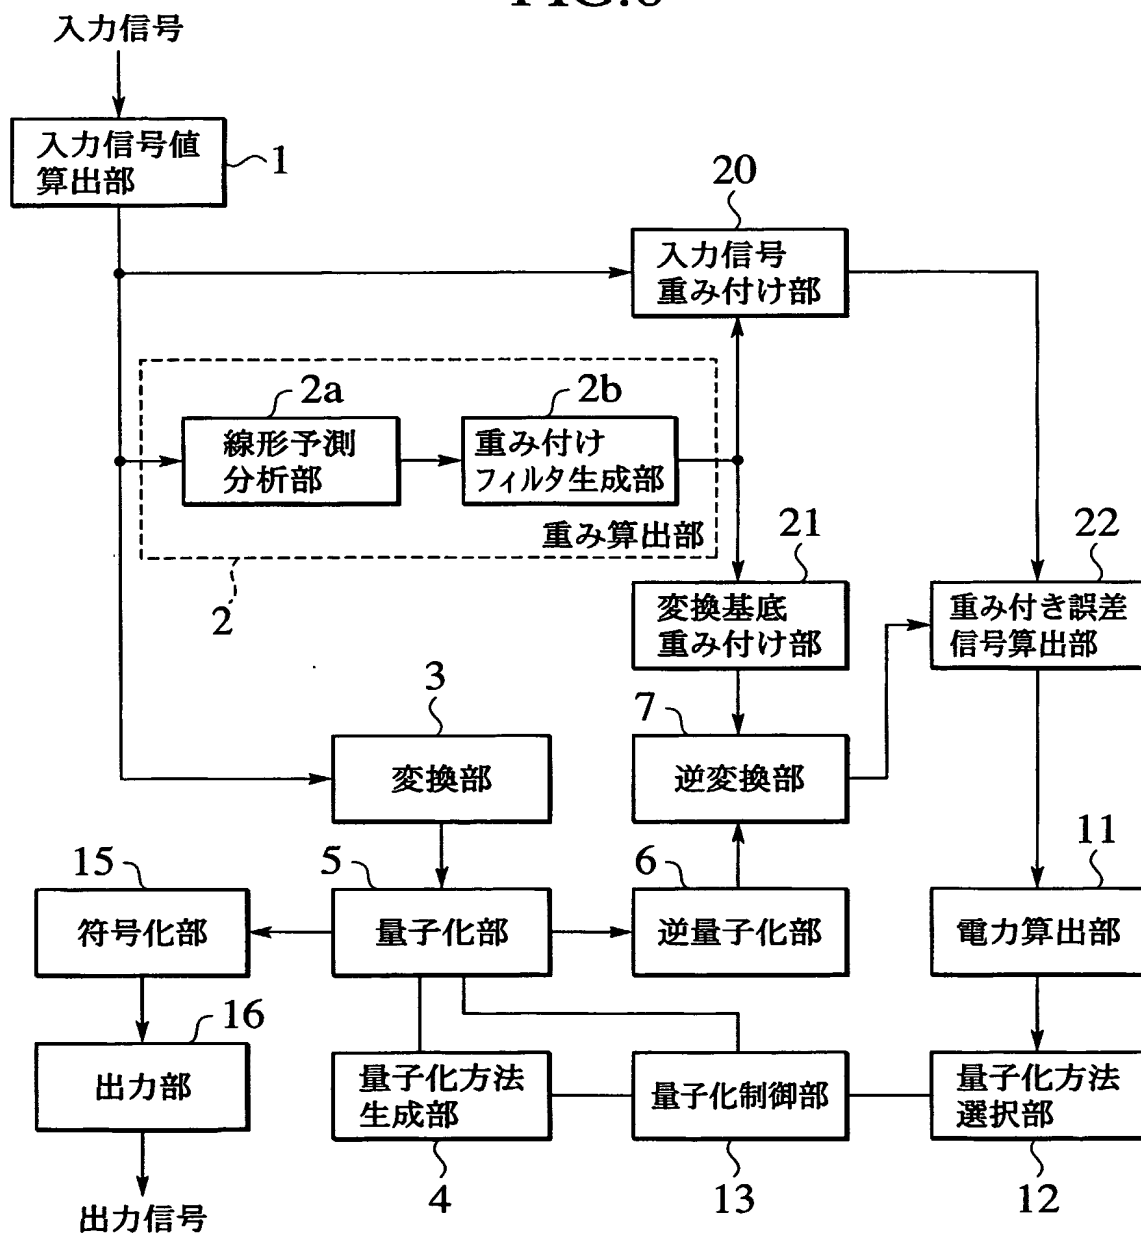 入力信号
入力信号値
算出部
1
20
入力信号
重み付け部
2a
2b
線形予測
分析部
重み付け
フィルタ生成部
重み算出部
2
21
22
変換基底
重み付け部
重み付き誤差
信号算出部
3
7
変換部
逆変換部
15
5
6
11
符号化部
量子化部
逆量子化部
電力算出部
16
出力部
量子化方法
生成部
量子化制御部
量子化方法
選択部
4
13
12
出力信号